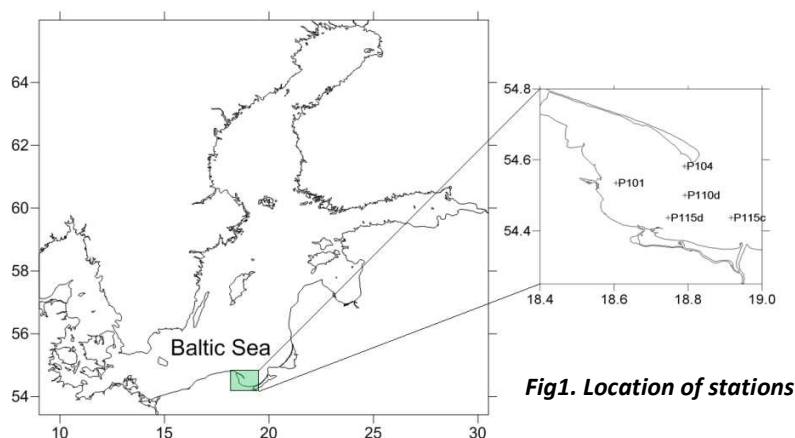 64
62
60
58
56
54
10 15 20 25 30
Baltic Sea
54.8
54.6
54.4
18.4 18.6 18.8 19.0
P104
P101
P110d
P115d P115c
Fig1. Location of stations